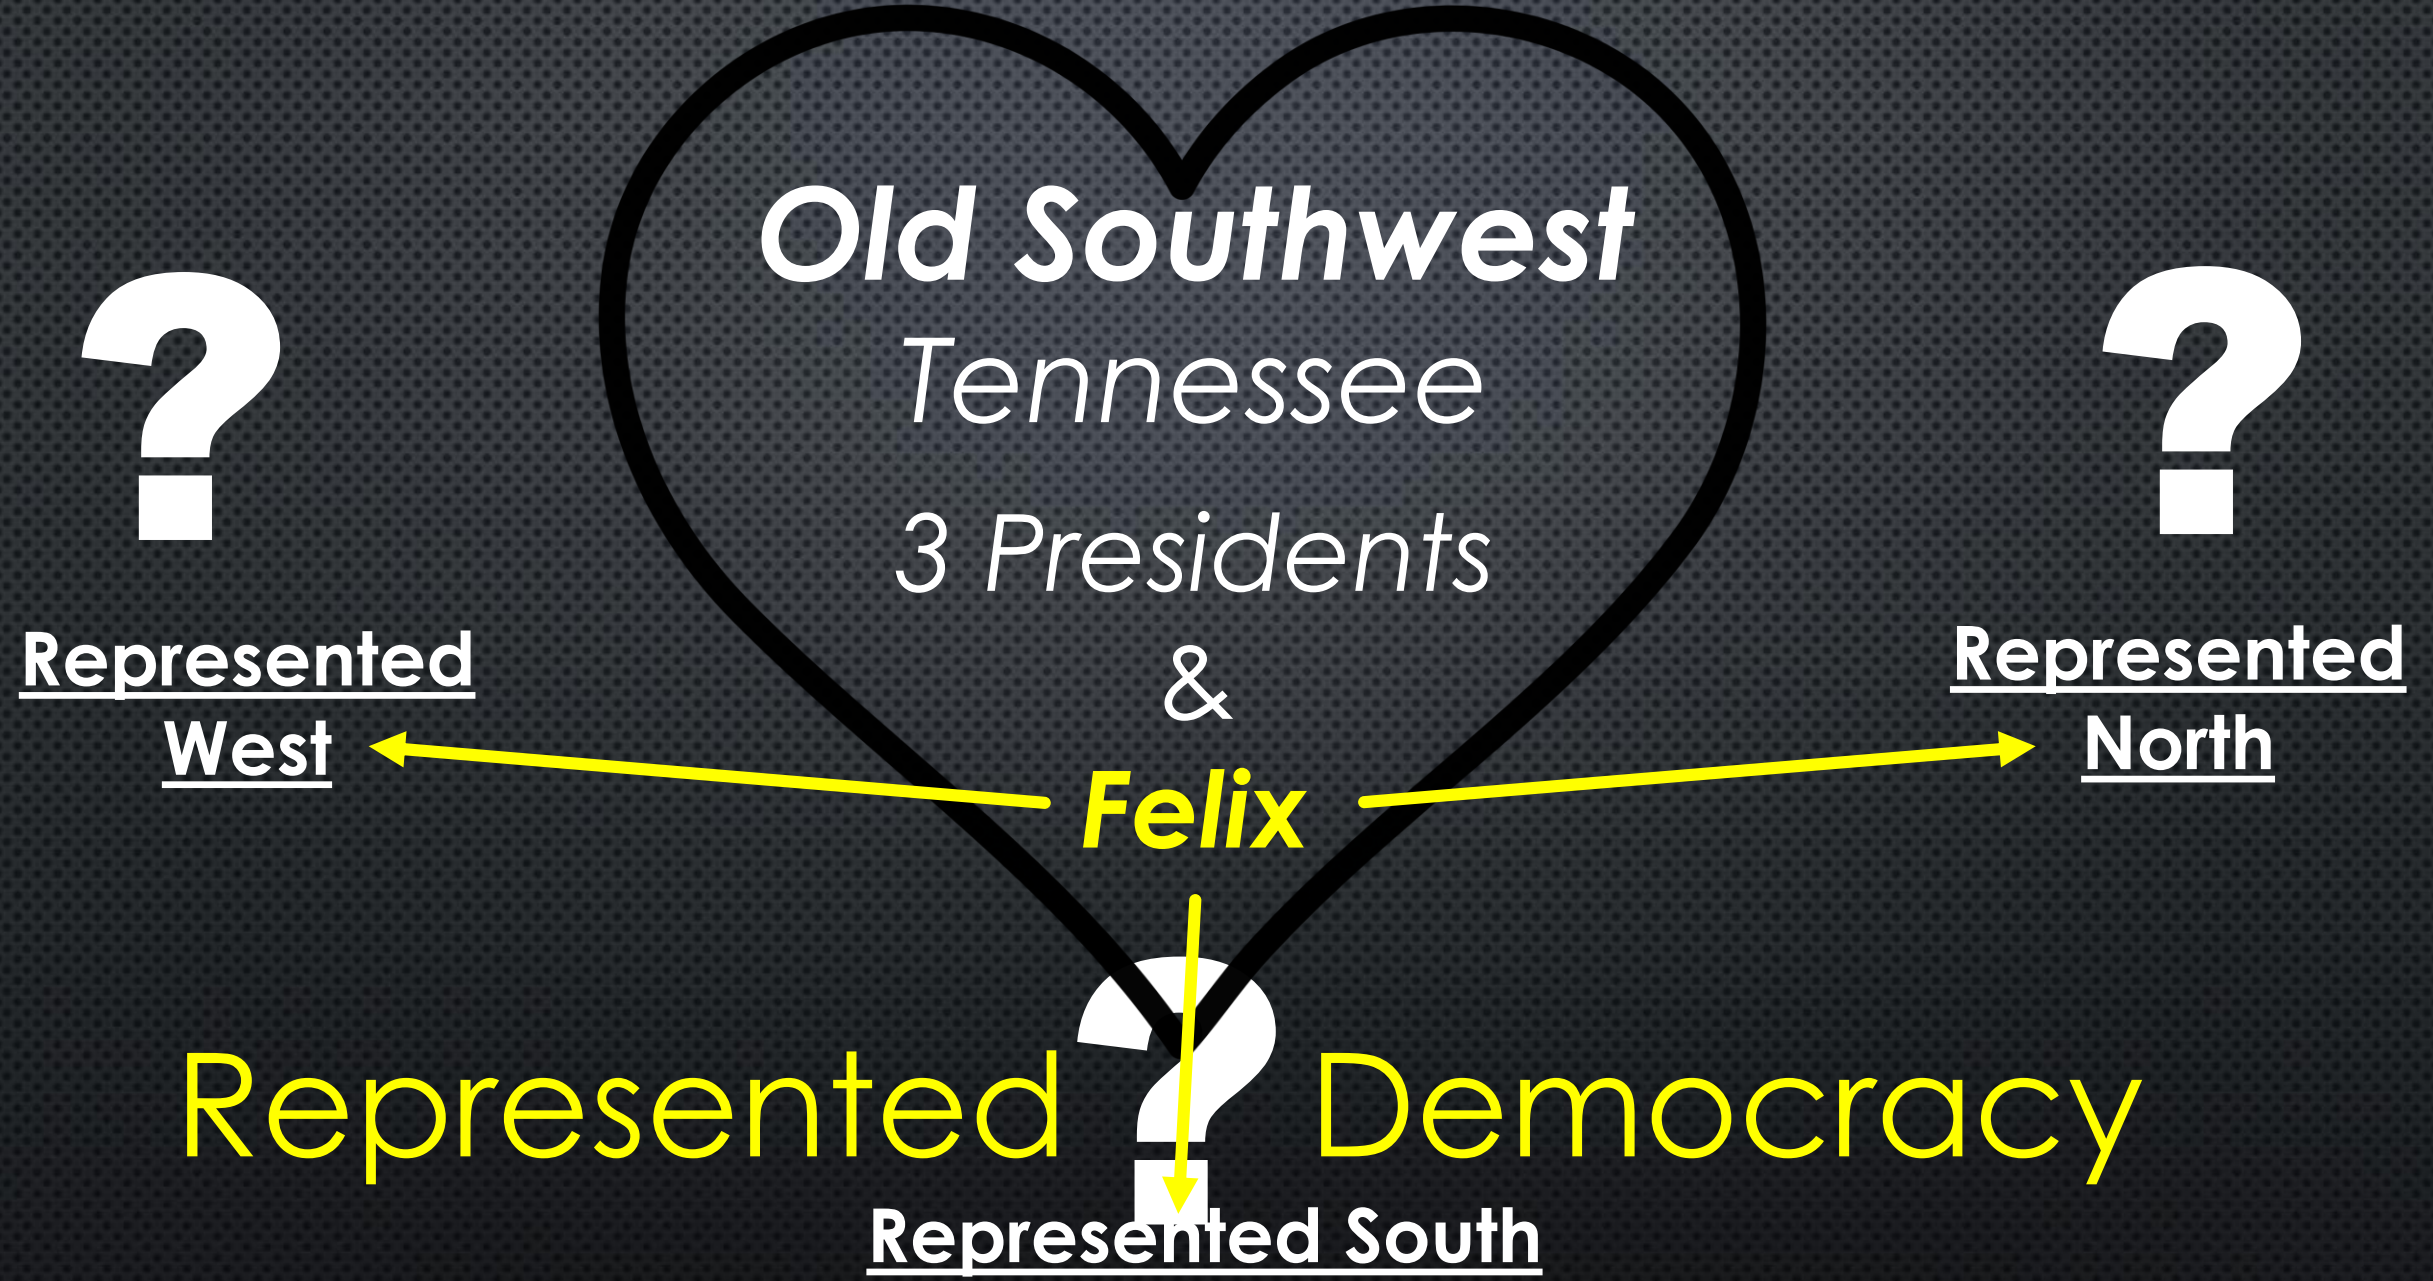 Old Southwest
Tennessee
3 Presidents
&
Felix
?
Represented
West
?
Represented
North
Represented ? Democracy
Represented South